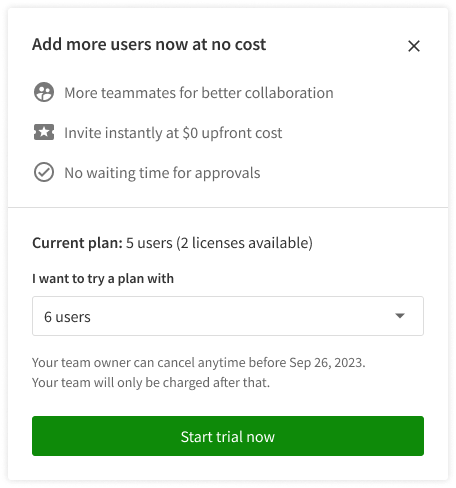 Add more users now at no cost
More teammates for better collaboration
Invite instantly at $0 upfront cost
No waiting time for approvals
Current plan: 5 users (2 licenses available)
I want to try a plan with
6 users
Your team owner can cancel anytime before Sep 26, 2023.
Your team will only be charged after that.
Start trial now